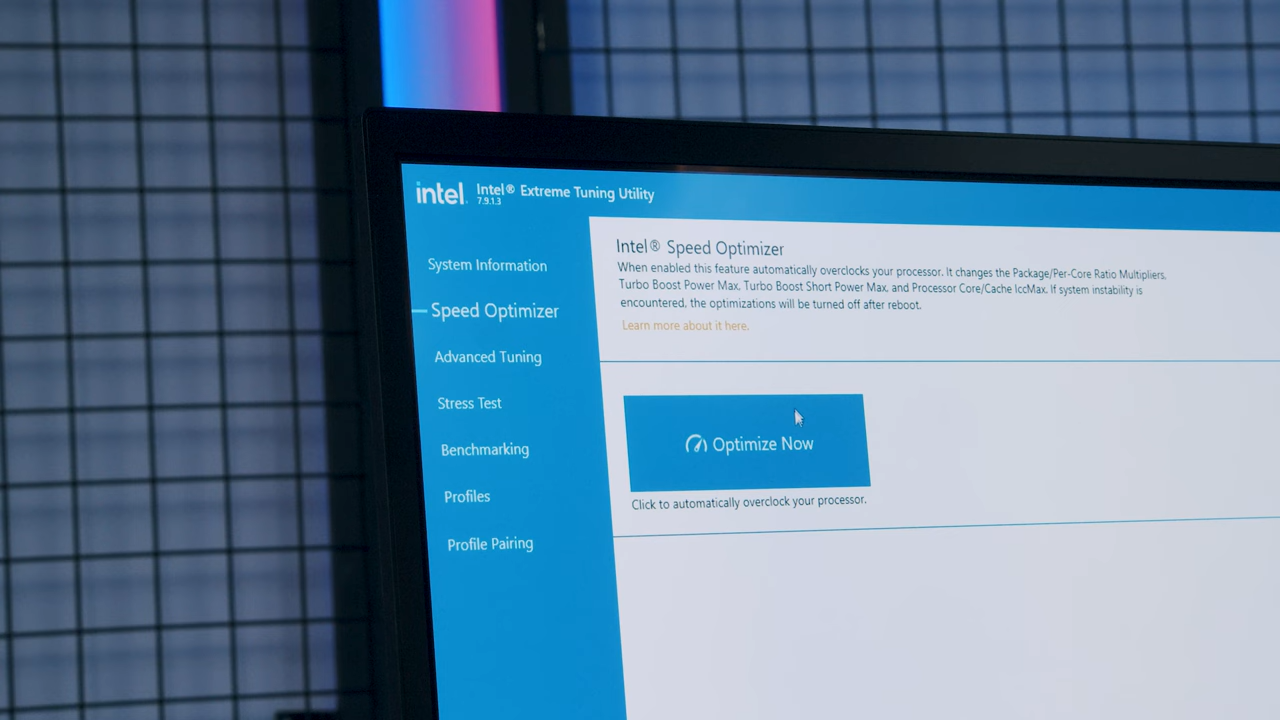 intel. Intel® Extreme Tuning Utility
7.9.1.3
System Information
Speed Optimizer
Advanced Tuning
Stress Test
Benchmarking
Profiles
Profile Pairing
Intel® Speed Optimizer
When enabled this feature automatically overclocks your processor. It changes the Package/Per-Core Ratio Multipliers,
Turbo Boost Power Max, Turbo Boost Short Power Max, and Processor Core/Cache IccMax. If system instability is
encountered, the optimizations will be turned off after reboot.
Learn more about it here.
Optimize Now
Click to automatically overclock your processor.